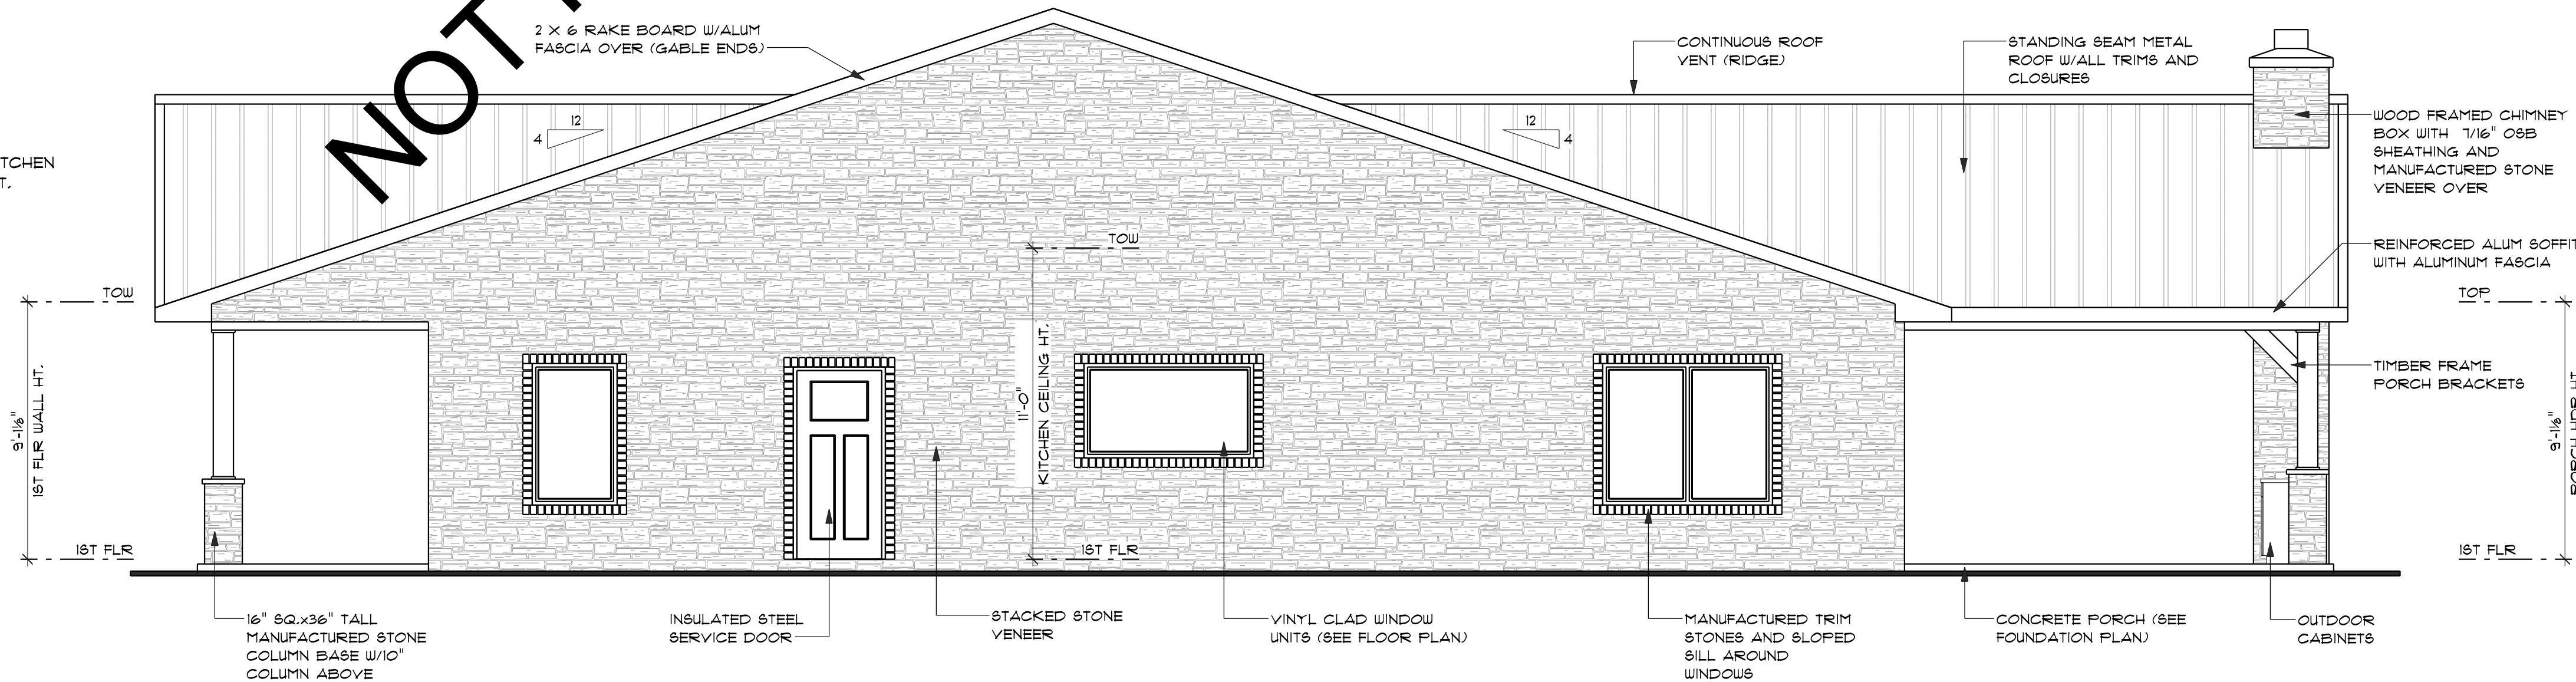 NOT
2 X 6 RAKE BOARD W/ALUM
FASCIA OVER (GABLE ENDS)
CONTINUOUS ROOF
VENT (RIDGE)
STANDING SEAM METAL
ROOF W/ALL TRIMS AND
CLOSURES
WOOD FRAMED CHIMNEY
BOX WITH 7/16" OSB
SHEATHING AND
MANUFACTURED STONE
VENEER OVER
12
4
12
4
REINFORCED ALUM SOFFIT
WITH ALUMINUM FASCIA
TOW
TOW
TOP
TIMBER FRAME
PORCH BRACKETS
9'-1⅛"
1ST FLR WALL HT.
11'-0"
KITCHEN CEILING HT.
9'-1⅛"
PORCH HDR HT
1ST FLR
1ST FLR
1ST FLR
16" SQ.x36" TALL
MANUFACTURED STONE
COLUMN BASE W/10"
COLUMN ABOVE
INSULATED STEEL
SERVICE DOOR
STACKED STONE
VENEER
VINYL CLAD WINDOW
UNITS (SEE FLOOR PLAN)
MANUFACTURED TRIM
STONES AND SLOPED
SILL AROUND
WINDOWS
CONCRETE PORCH (SEE
FOUNDATION PLAN)
OUTDOOR
CABINETS